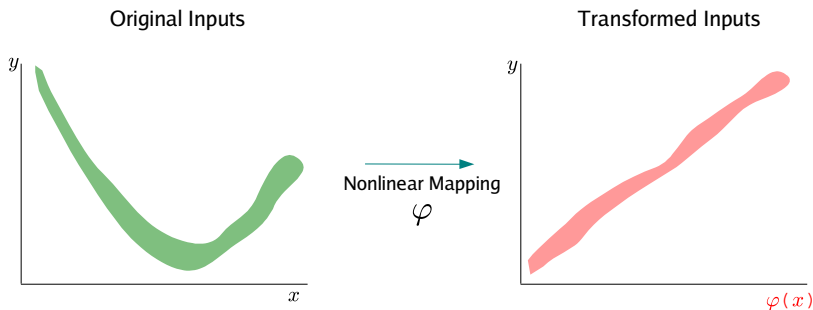 Original Inputs
Transformed Inputs
y
y
Nonlinear Mapping
φ
x
φ(x)